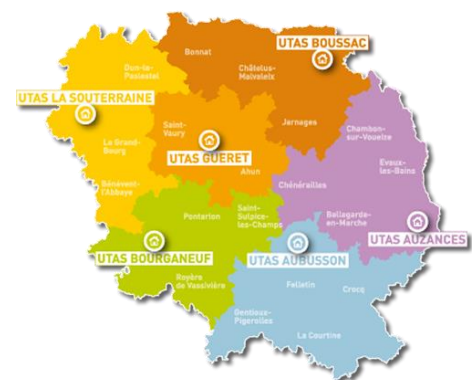 Bonnat
UTAS BOUSSAC
Châtelus-
Malvaleix
Dun-le-
Palestel
UTAS LA SOUTERRAINE
Saint-
Vaury
Jarnages
Chambon-
sur-Voueize
Le Grand-
Bourg
UTAS GUERET
Evaux-
les-Bains
Ahun
Bénévent-
l'Abbaye
Chénérailles
Pontarion
Saint-
Sulpice-
les-Champs
Bellegarde-
en-Marche
UTAS AUZANCES
UTAS BOURGANEUF
UTAS AUBUSSON
Royère
de Vassivière
Felletin
Crocq
Gentioux-
Pigerolles
La Courtine